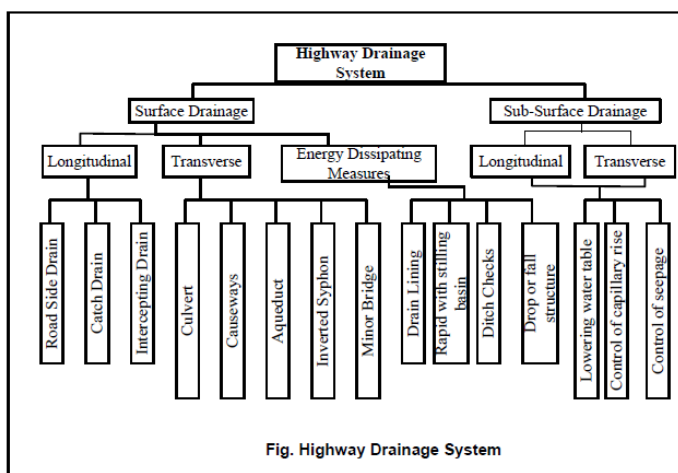 Highway Drainage
System
Surface Drainage
Sub-Surface Drainage
Longitudinal
Transverse
Energy Dissipating
Measures
Longitudinal
Transverse
Road Side Drain
Catch Drain
Intercepting Drain
Culvert
Causeways
Aqueduct
Inverted Syphon
Minor Bridge
Drain Lining
Rapid with stilling
basin
Ditch Checks
Drop or fall
structure
Lowering water table
Control of capillary rise
Control of seepage
Fig. Highway Drainage System